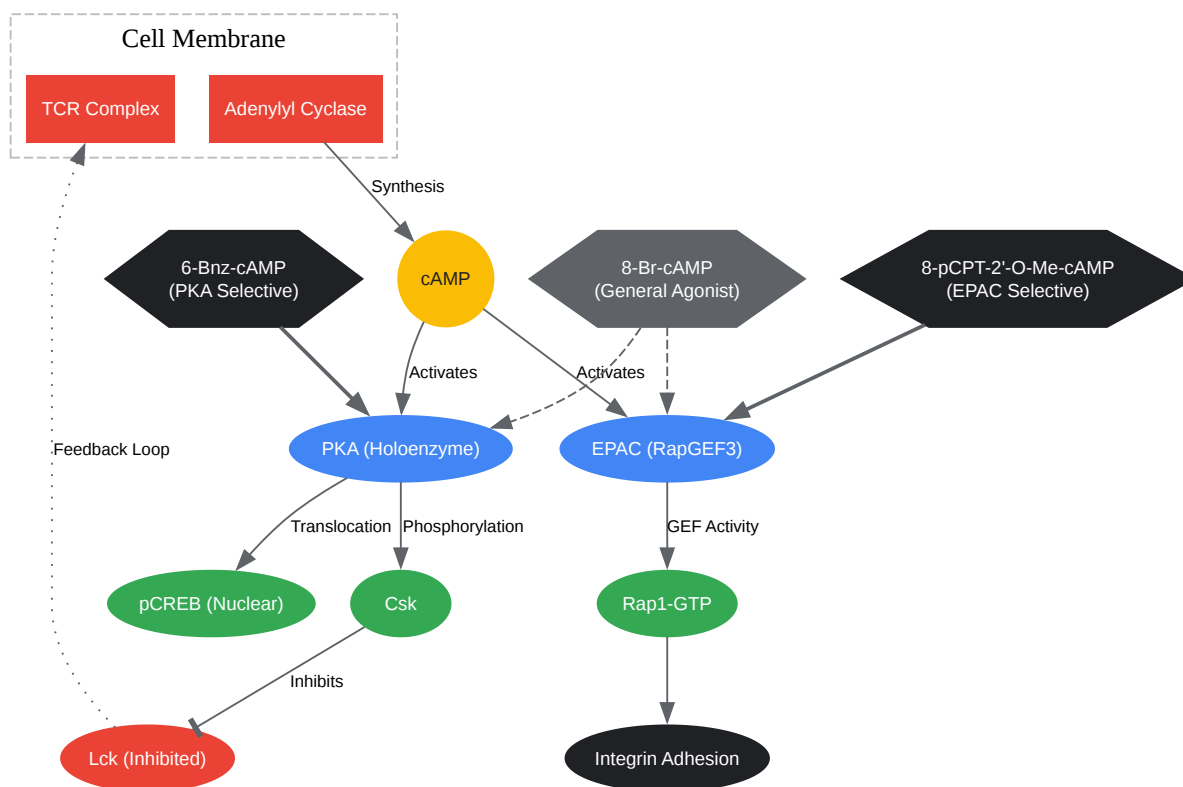 Cell Membrane
TCR Complex
Adenylyl Cyclase
Synthesis
6-Bnz-cAMP
(PKA Selective)
cAMP
8-Br-cAMP
(General Agonist)
8-pCPT-2'-O-Me-cAMP
(EPAC Selective)
Activates
Activates
Feedback Loop
PKA (Holoenzyme)
EPAC (RapGEF3)
Translocation
Phosphorylation
GEF Activity
pCREB (Nuclear)
Csk
Rap1-GTP
Inhibits
Lck (Inhibited)
Integrin Adhesion